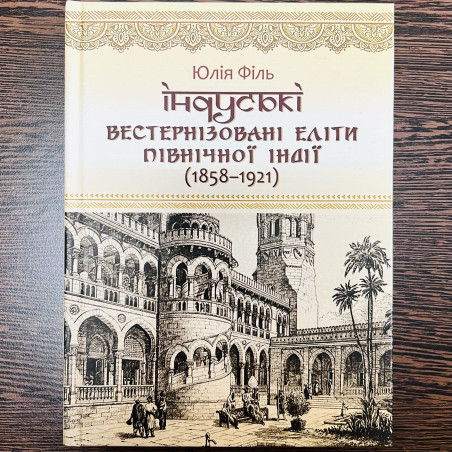 Юлія Філь
Індуські
ВЕСТЕРНІЗОВАНІ ЕЛІТИ
ПІВНІЧНОЇ ІНДІЇ
(1858–1921)